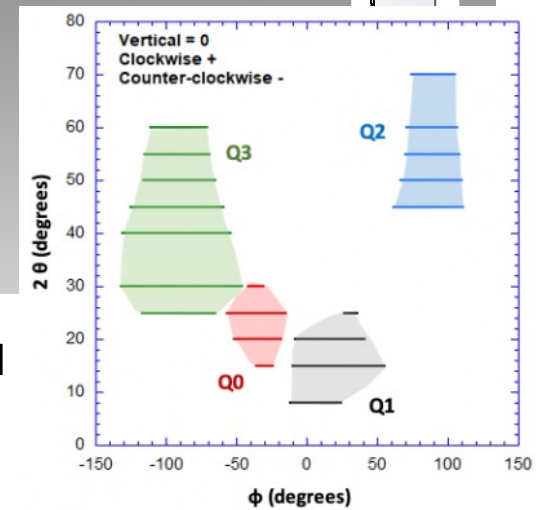 Vertical = 0
Clockwise +
Counter-clockwise -
Q3
Q2
Q0
Q1
2 θ (degrees)
80
70
60
50
40
30
20
10
0
-150
-100
-50
0
50
100
150
ϕ (degrees)